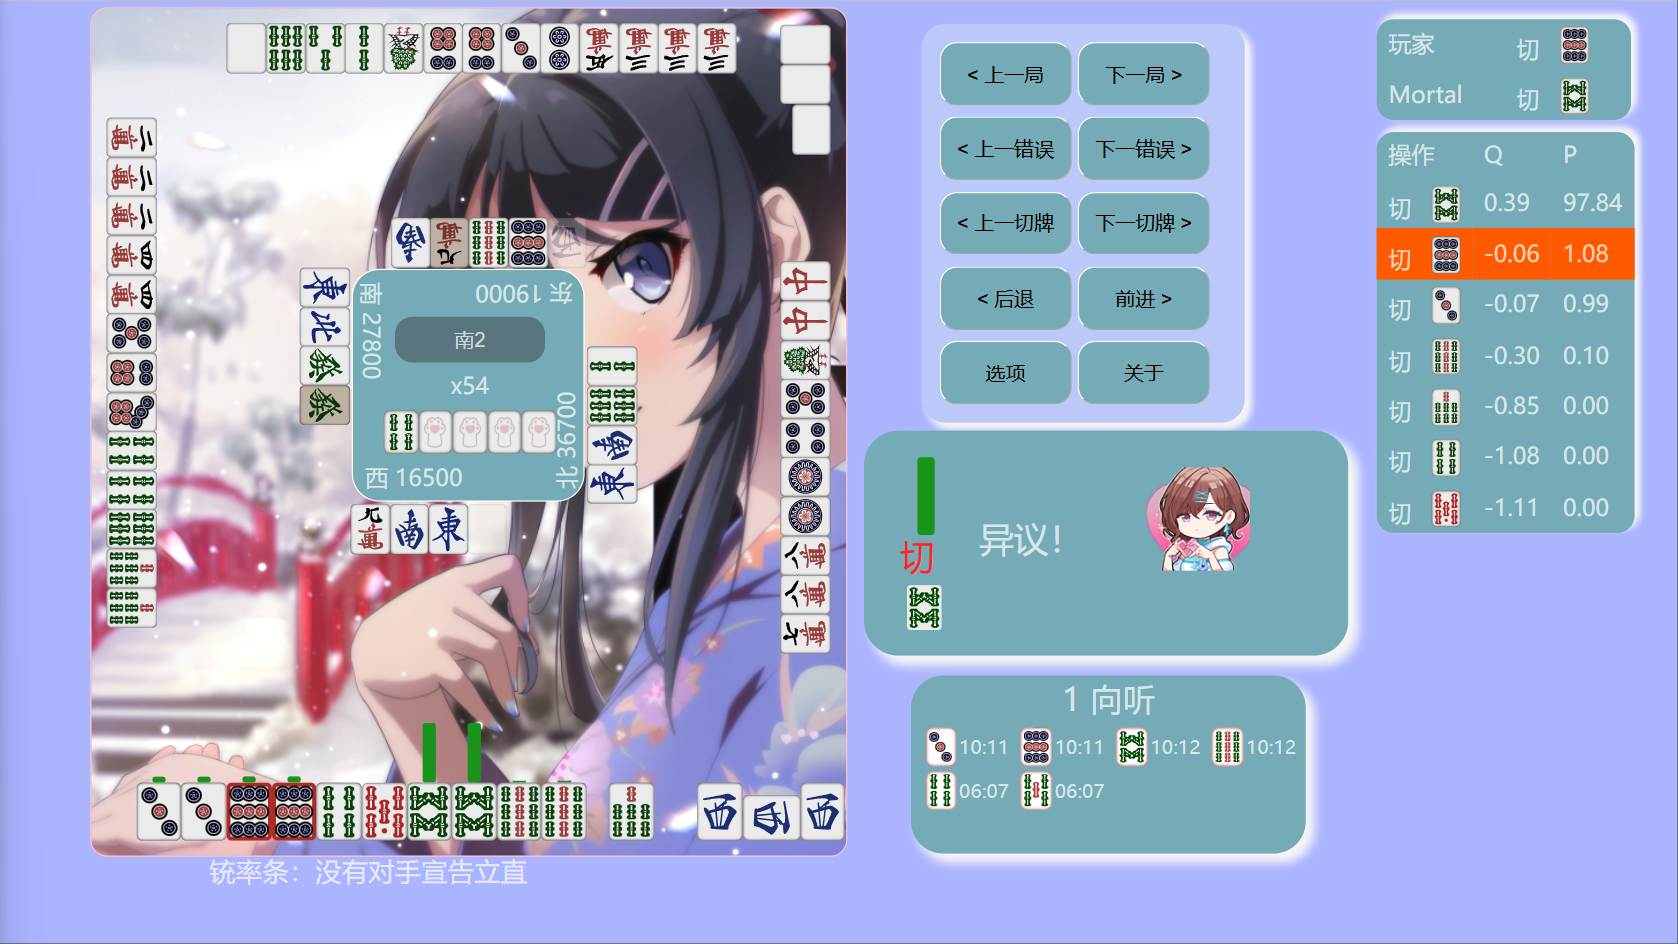 南 27800
东 19000
南2
x54
北 36700
西 16500
铳率条：没有对手宣告立直
< 上一局
下一局 >
< 上一错误
下一错误 >
< 上一切牌
下一切牌 >
< 后退
前进 >
选项
关于
切
异议！
1 向听
10:11
10:11
10:12
10:12
06:07
06:07
玩家 切
Mortal 切
操作 Q P
切 0.39 97.84
切 -0.06 1.08
切 -0.07 0.99
切 -0.30 0.10
切 -0.85 0.00
切 -1.08 0.00
切 -1.11 0.00